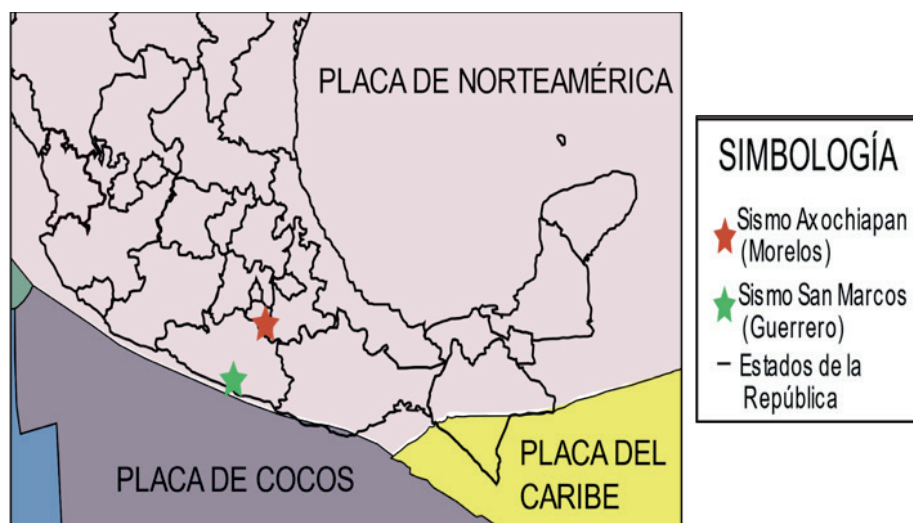 PLACA DE NORTEAMÉRICA
PLACA DE COCOS
PLACA DEL
CARIBE
SIMBOLOGÍA
Sismo Axochiapan
(Morelos)
Sismo San Marcos
(Guerrero)
Estados de la
República